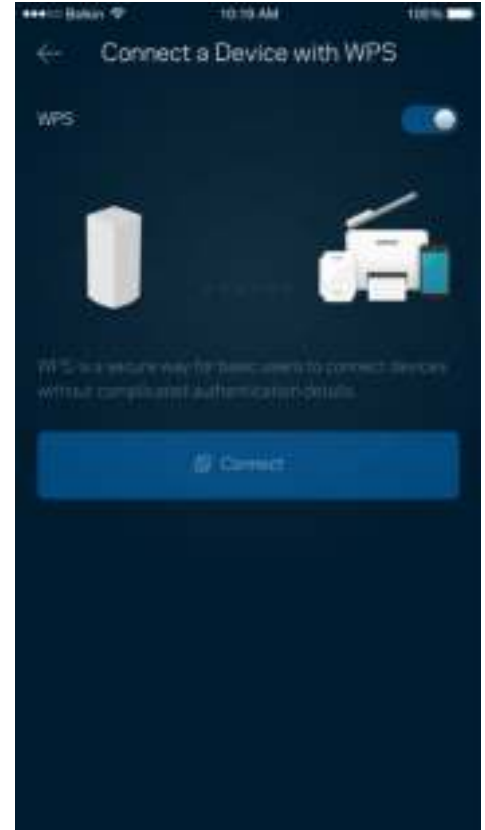 Belkin 10:19 AM 100%
Connect a Device with WPS
WPS
WPS is a secure way for basic users to connect devices
without complicated authentication details.
Connect